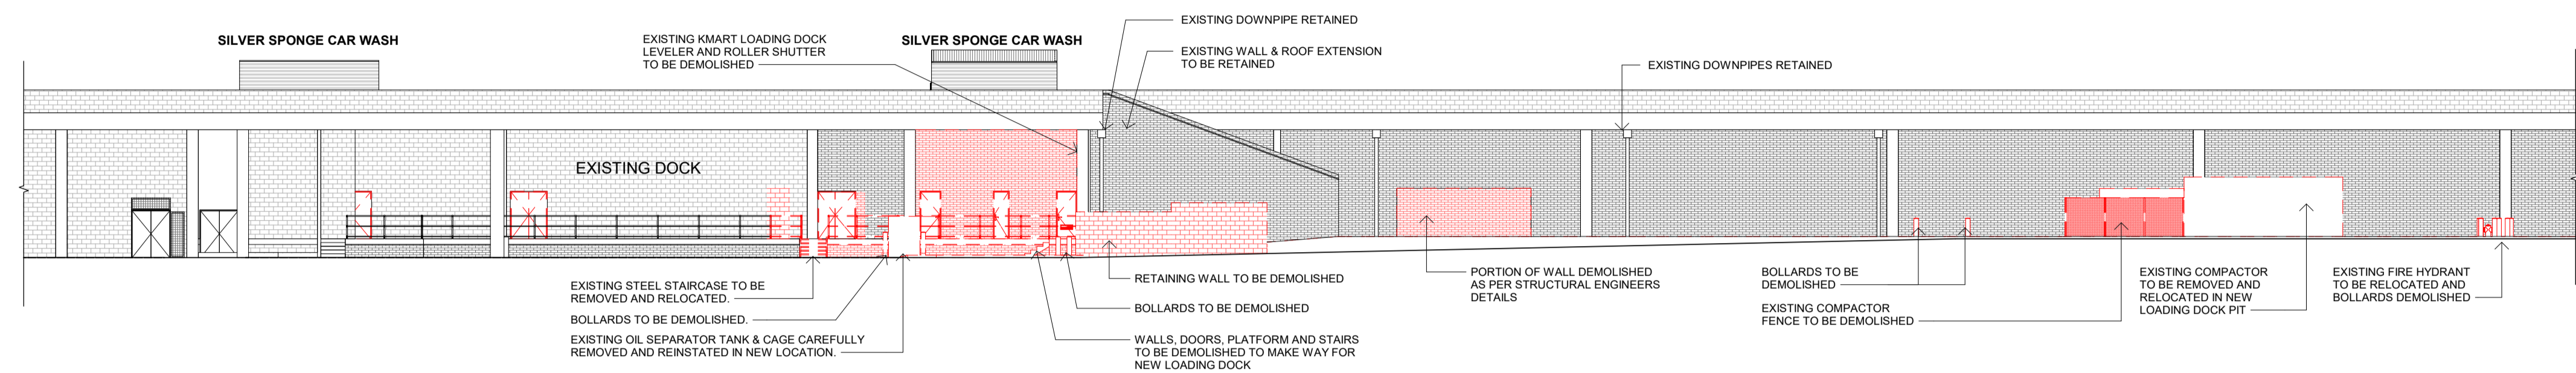 SILVER SPONGE CAR WASH
EXISTING KMART LOADING DOCK
LEVELER AND ROLLER SHUTTER
TO BE DEMOLISHED
SILVER SPONGE CAR WASH
EXISTING DOWNPIPE RETAINED
EXISTING WALL & ROOF EXTENSION
TO BE RETAINED
EXISTING DOWNPIPES RETAINED
EXISTING DOCK
EXISTING STEEL STAIRCASE TO BE
REMOVED AND RELOCATED.
BOLLARDS TO BE DEMOLISHED.
EXISTING OIL SEPARATOR TANK & CAGE CAREFULLY
REMOVED AND REINSTATED IN NEW LOCATION.
RETAINING WALL TO BE DEMOLISHED
BOLLARDS TO BE DEMOLISHED
WALLS, DOORS, PLATFORM AND STAIRS
TO BE DEMOLISHED TO MAKE WAY FOR
NEW LOADING DOCK
PORTION OF WALL DEMOLISHED
AS PER STRUCTURAL ENGINEERS
DETAILS
BOLLARDS TO BE
DEMOLISHED
EXISTING COMPACTOR
FENCE TO BE DEMOLISHED
EXISTING COMPACTOR
TO BE REMOVED AND
RELOCATED IN NEW
LOADING DOCK PIT
EXISTING FIRE HYDRANT
TO BE RELOCATED AND
BOLLARDS DEMOLISHED